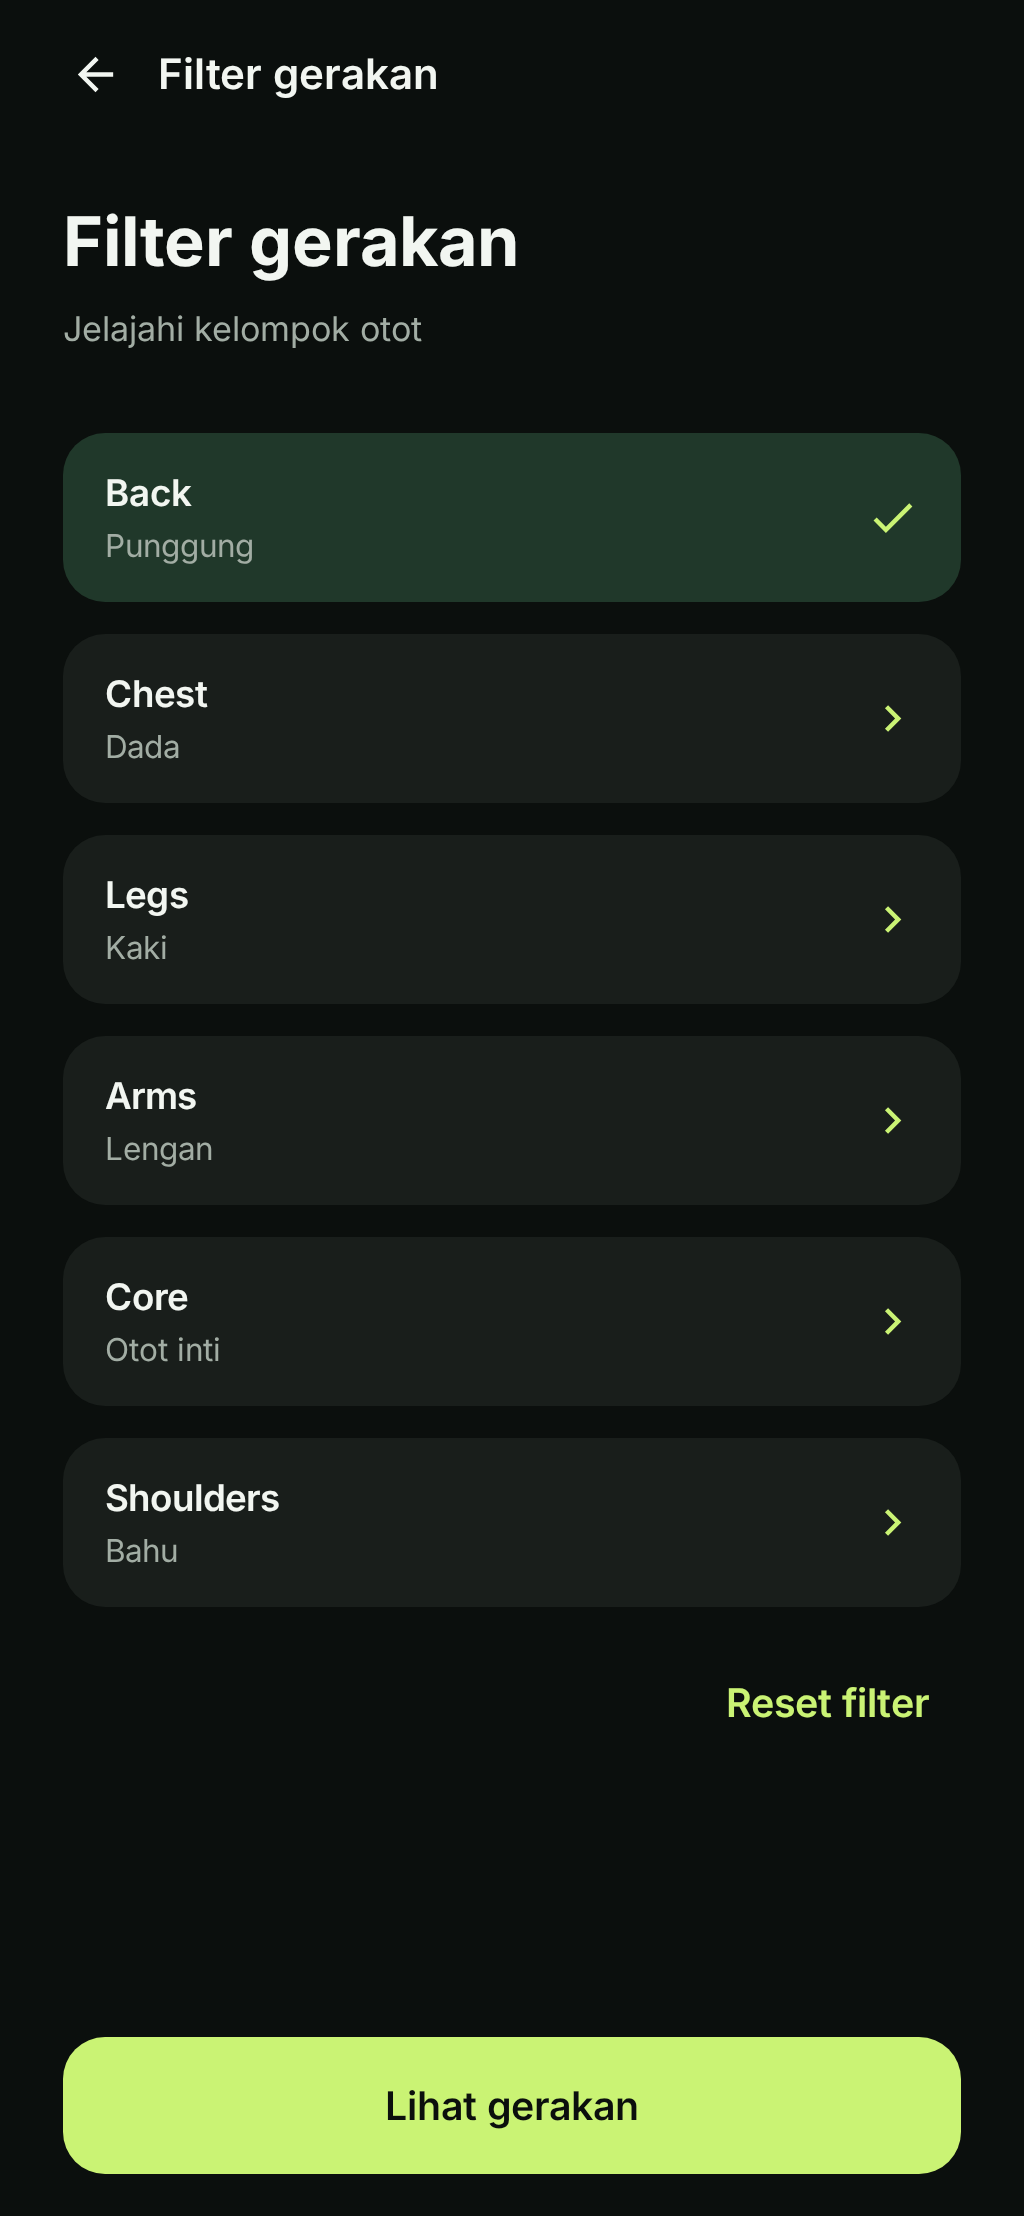 Filter gerakan
Filter gerakan
Jelajahi kelompok otot
Back
Punggung
Chest
Dada
Legs
Kaki
Arms
Lengan
Core
Otot inti
Shoulders
Bahu
Reset filter
Lihat gerakan